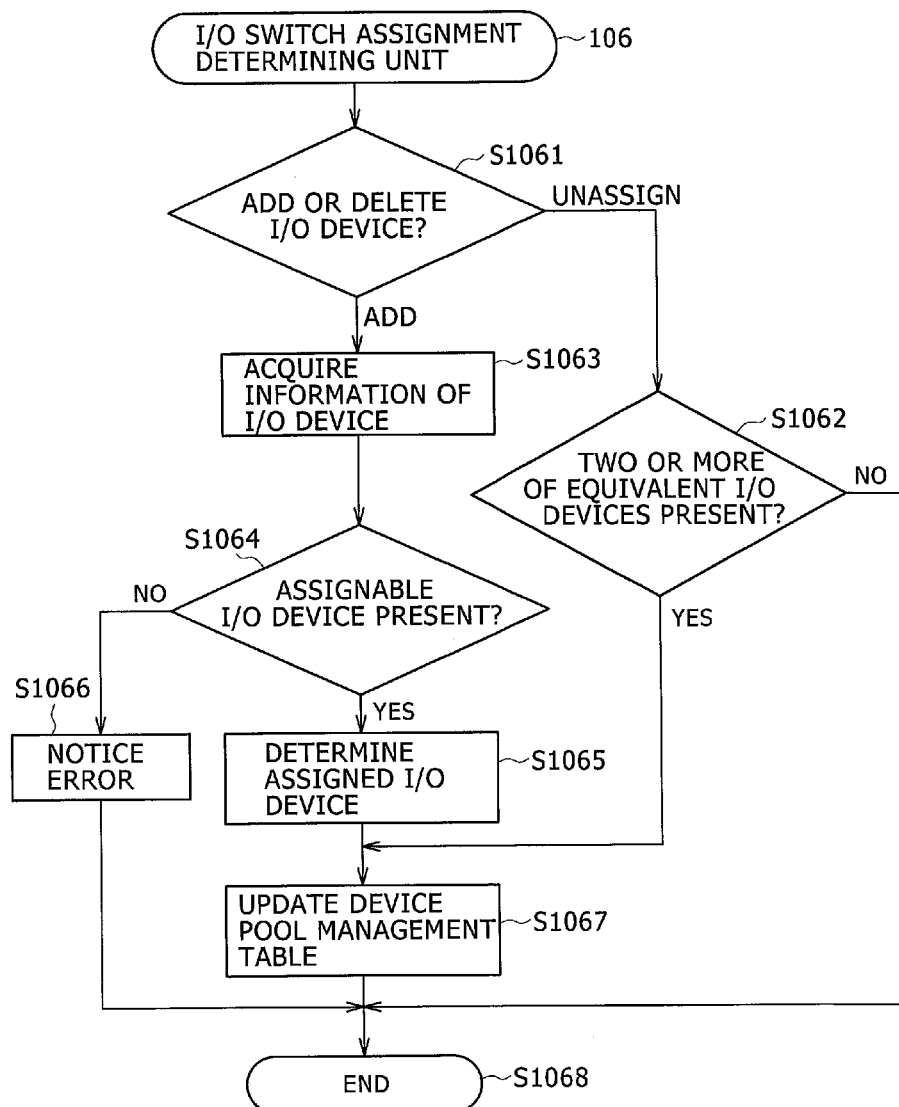 I/O SWITCH ASSIGNMENT
DETERMINING UNIT
106
S1061
ADD OR DELETE
I/O DEVICE?
UNASSIGN
ADD
S1063
ACQUIRE
INFORMATION OF
I/O DEVICE
S1062
TWO OR MORE
OF EQUIVALENT I/O
DEVICES PRESENT?
NO
YES
S1064
ASSIGNABLE
I/O DEVICE PRESENT?
NO
YES
S1066
NOTICE
ERROR
DETERMINE
ASSIGNED I/O
DEVICE
S1065
UPDATE DEVICE
POOL MANAGEMENT
TABLE
S1067
END
S1068